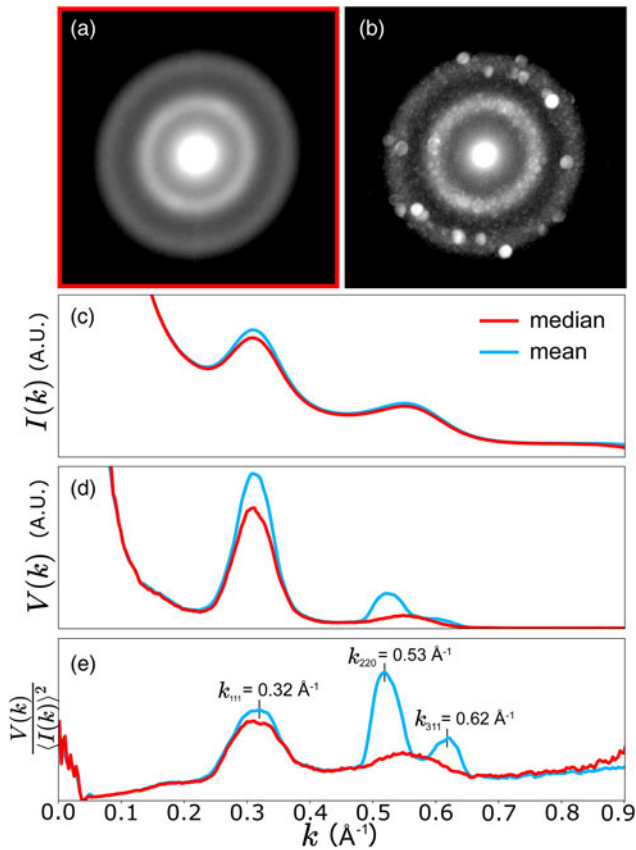 (a)
(b)
(c)
median
mean
I(k) (A.U.)
(d)
V(k) (A.U.)
(e)
k₁₁₁ = 0.32 Å⁻¹
k₂₂₀ = 0.53 Å⁻¹
k₃₁₁ = 0.62 Å⁻¹
V(k)
⟨I(k)⟩²
0.0 0.1 0.2 0.3 0.4 0.5 0.6 0.7 0.8 0.9
k (Å⁻¹)